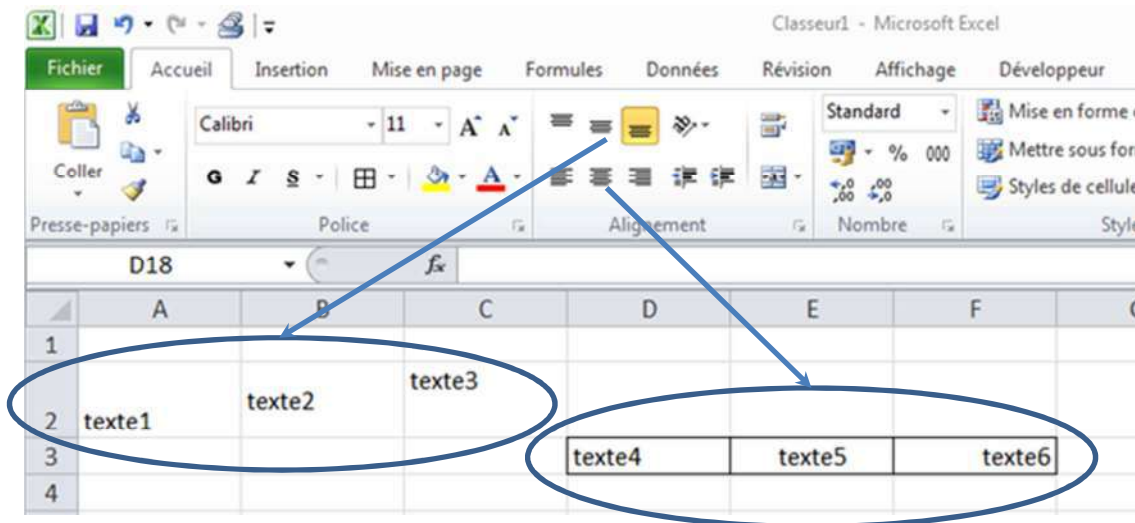 Classeur1 - Microsoft Excel
Fichier Accueil Insertion Mise en page Formules Données Révision Affichage Développeur
Calibri 11 A A Standard Mise en forme
Coller G I S A % 000 Mettre sous
,00 Styles de cellule
Presse-papiers Police Alignement Nombre
D18 fx
A B C D E F
1
texte3
texte2
2 texte1
3 texte4 texte5 texte6
4